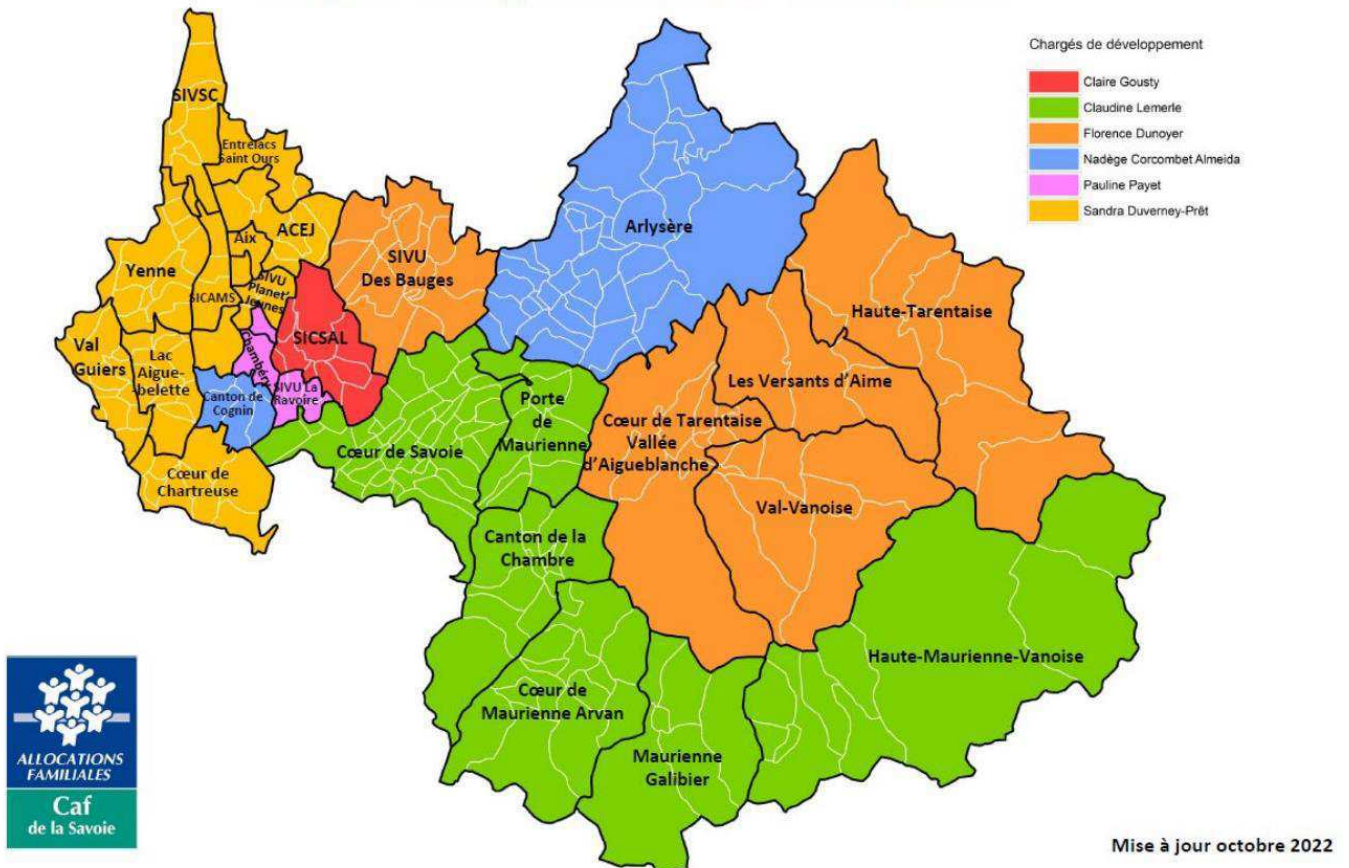 Chargés de développement
Claire Gousty
Claudine Lemerle
Florence Dunoyer
Nadège Corcombet Almeida
Pauline Payet
Sandra Duverney-Prêt
SIVSC
Entrelacs
Saint Ours
ACEJ
Aix
Yenne
SICAMS
SIVU
Planet'
Jeunes
SIVU
Des Bauges
Arlysère
Haute-Tarentaise
Val
Guiers
Lac
Aigue-
belette
Chambéry
SICSAL
Canton de
Cognin
SIVU La
Ravoire
Les Versants d'Aime
Porte
de
Maurienne
Cœur de Tarentaise
Vallée
d'Aigueblanche
Cœur de Savoie
Cœur de
Chartreuse
Val-Vanoise
Canton de la
Chambre
Haute-Maurienne-Vanoise
Cœur de
Maurienne Arvan
Maurienne
Galibier
ALLOCATIONS
FAMILIALES
Caf
de la Savoie
Mise à jour octobre 2022